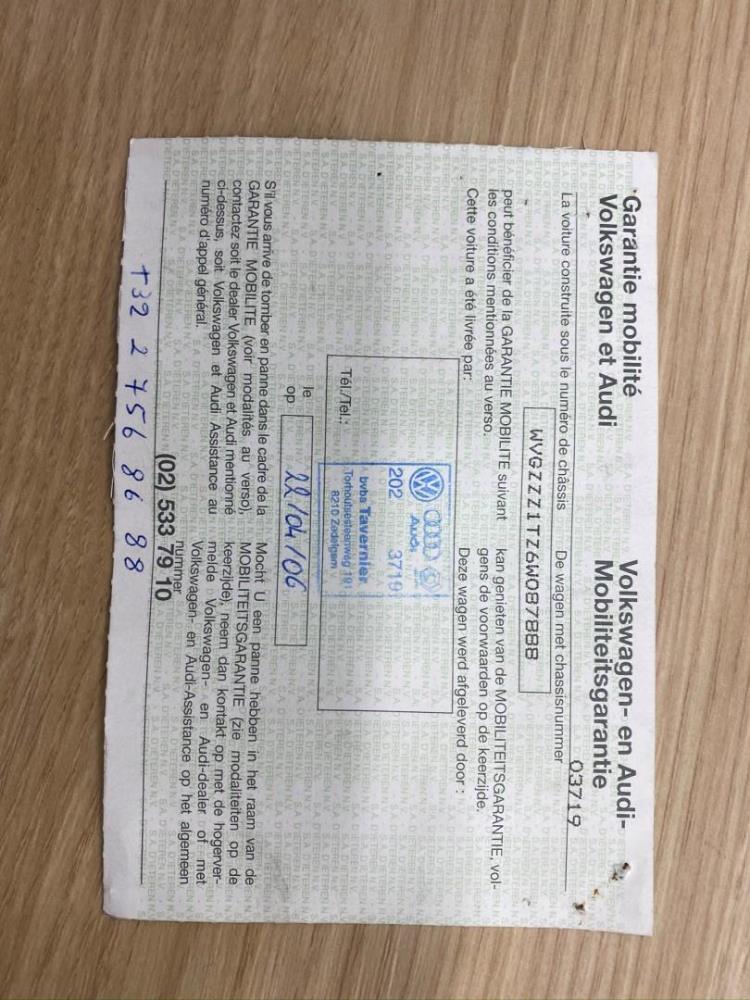 Garantie mobilité
Volkswagen et Audi
Volkswagen- en Audi-
Mobiliteitsgarantie
03719
La voiture construite sous le numéro de châssis
De wagen met chassisnummer
WVGZZZ1TZ6W087888
peut bénéficier de la GARANTIE MOBILITE suivant
les conditions mentionnées au verso.
Cette voiture a été livrée par:
kan genieten van de MOBILITEITSGARANTIE, vol-
gens de voorwaarden op de keerzijde.
Deze wagen werd afgeleverd door :
Audi
202 3719
bvba Tavernier
Torhoutsesteenweg 191
8210 Zedelgem
Tél./Tel.:
le
op
22/04/06
S'il vous arrive de tomber en panne dans le cadre de la
GARANTIE MOBILITE (voir modalités au verso),
contactez soit le dealer Volkswagen et Audi mentionné
ci-dessus, soit Volkswagen et Audi Assistance au
numéro d'appel général.
Mocht U een panne hebben in het raam van de
MOBILITEITSGARANTIE (zie modaliteiten op de
keerzijde), neem dan kontakt op met de hogerver-
melde Volkswagen- en Audi-dealer of met
Volkswagen- en Audi-Assistance op het algemeen
nummer
(02) 533 79 10
+32 2 756 86 88